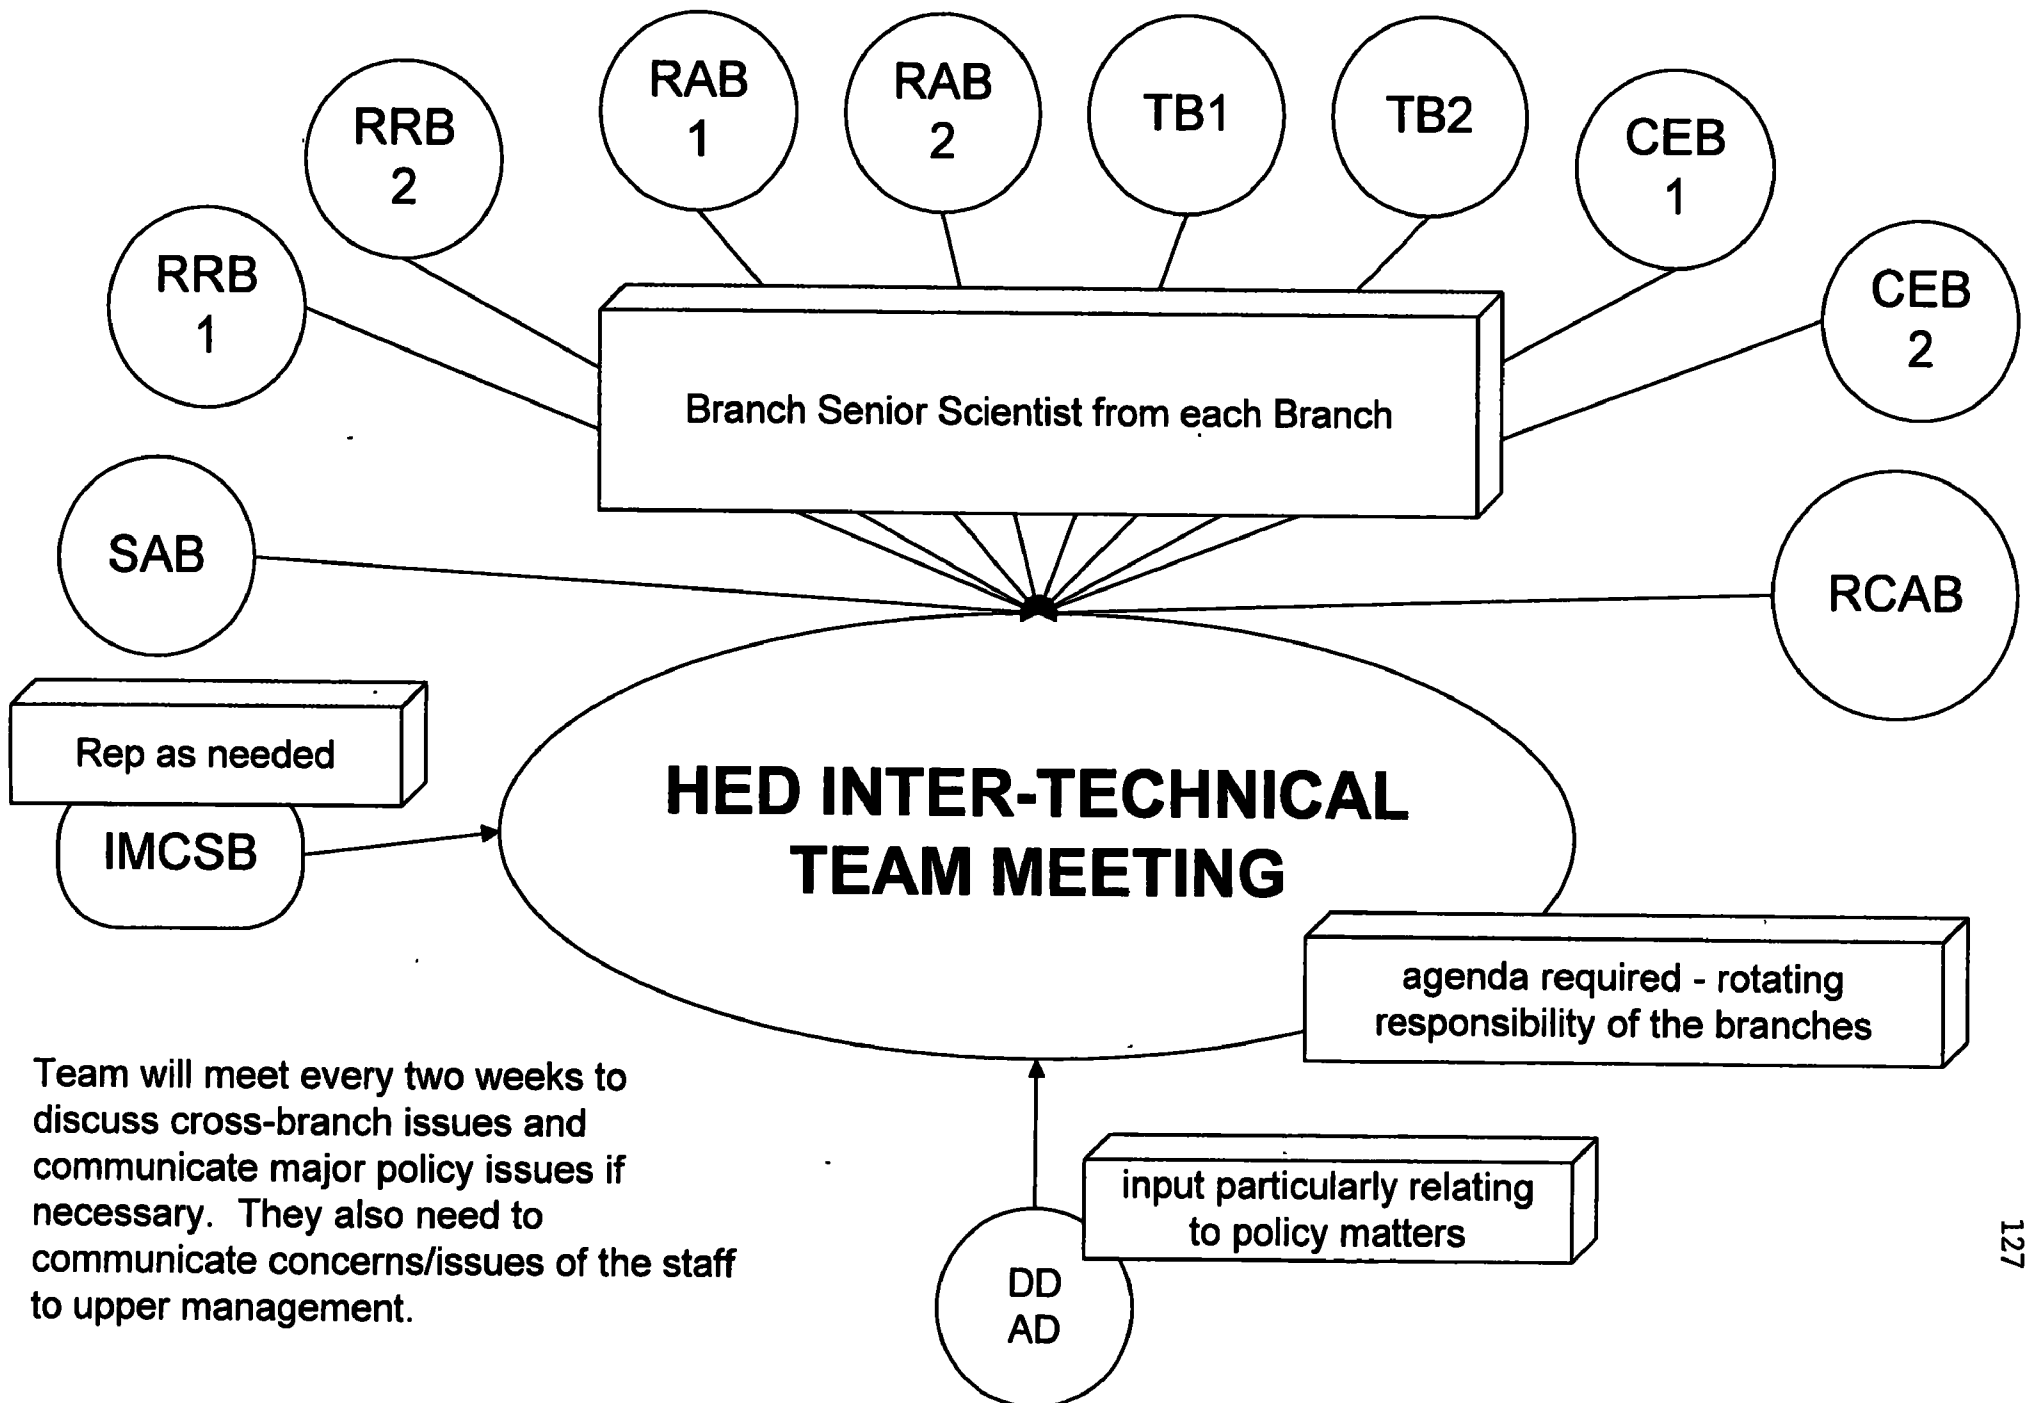 RAB
1
RAB
2
TB1
TB2
RRB
2
CEB
1
RRB
1
CEB
2
Branch Senior Scientist from each Branch
SAB
RCAB
Rep as needed
IMCSB
HED INTER-TECHNICAL
TEAM MEETING
agenda required - rotating
responsibility of the branches
Team will meet every two weeks to
discuss cross-branch issues and
communicate major policy issues if
necessary. They also need to
communicate concerns/issues of the staff
to upper management.
input particularly relating
to policy matters
DD
AD
127